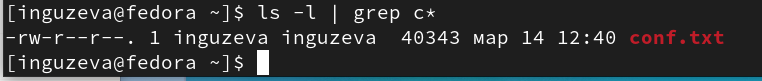 [inguzeva@fedora ~]$ ls -l | grep c*
-rw-r--r--. 1 inguzeva inguzeva  40343 мар 14 12:40 conf.txt
[inguzeva@fedora ~]$